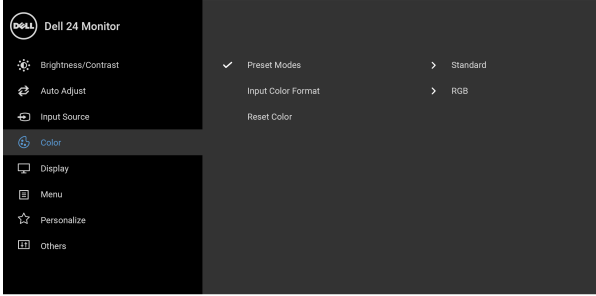 DELL Dell 24 Monitor
Brightness/Contrast
Auto Adjust
Input Source
Color
Display
Menu
Personalize
Others
Preset Modes Standard
Input Color Format RGB
Reset Color